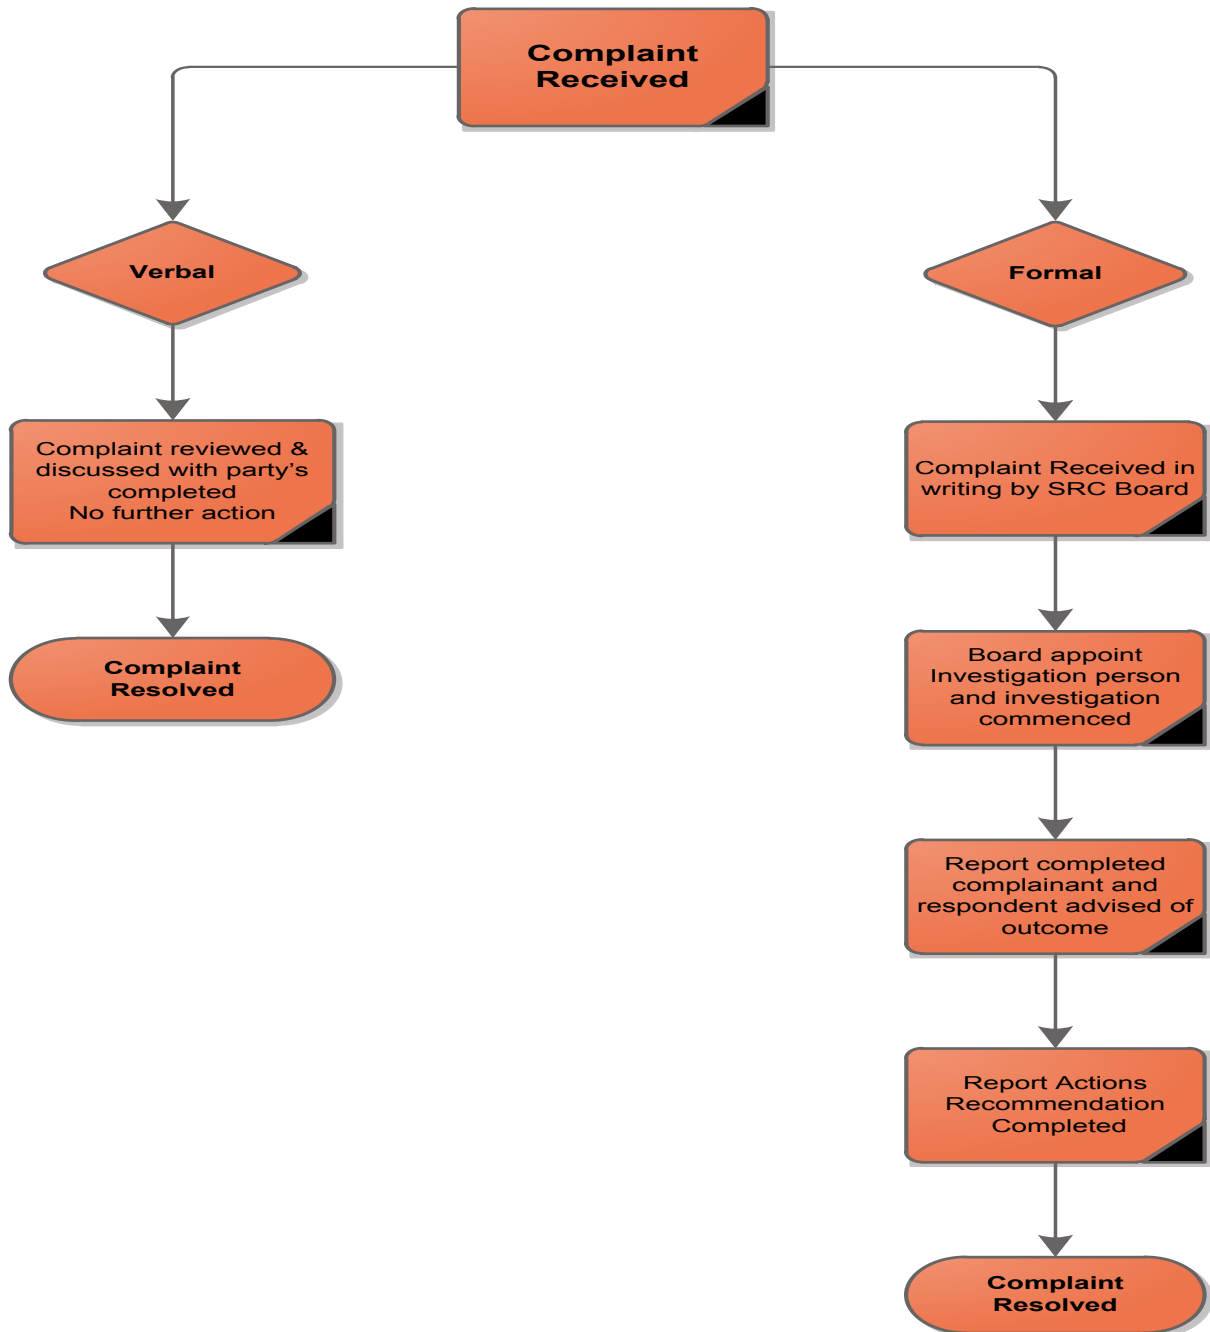 Complaint
Received
Verbal
Complaint reviewed &
discussed with party’s
completed
No further action
Complaint
Resolved
Formal
Complaint Received in
writing by SRC Board
Board appoint
Investigation person
and investigation
commenced
Report completed
complainant and
respondent advised of
outcome
Report Actions
Recommendation
Completed
Complaint
Resolved